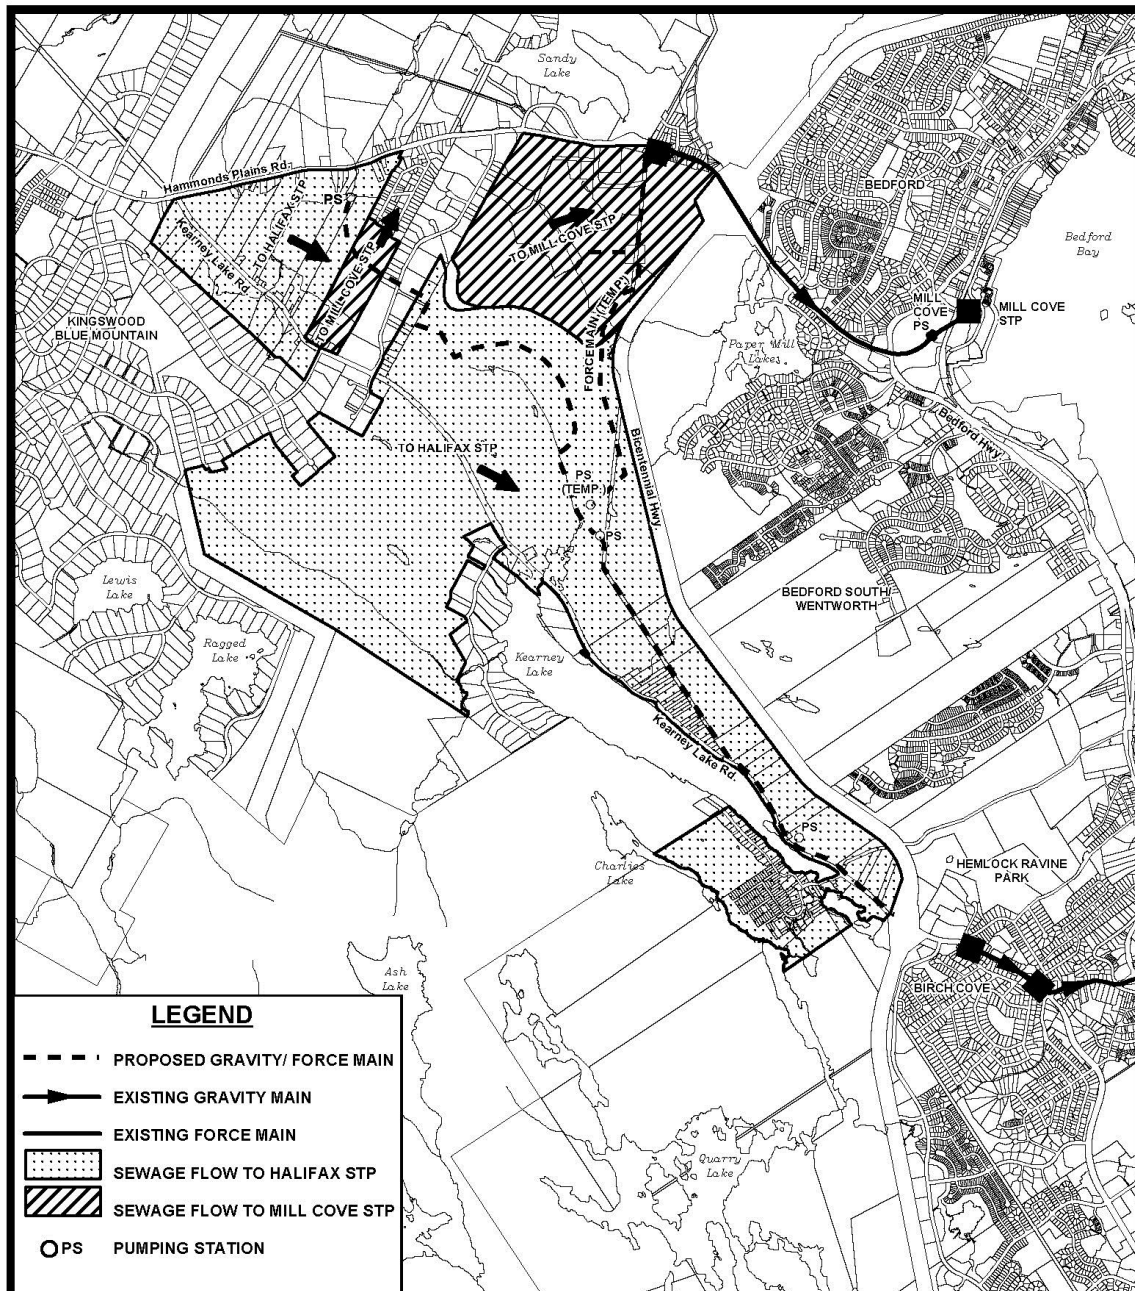 Sandy
Lake
Hammonds Plains Rd.
PS
TO HALIFAX STP
Kearney Lake Rd.
TO MILL COVE STP
TO MILL COVE STP
BEDFORD
Bedford
Bay
KINGSWOOD
BLUE MOUNTAIN
FORCEMAIN (TEMP.)
MILL
COVE
PS
MILL COVE
STP
Paper Mill
Lake
Bedford Hwy
Bicentennial Hwy
TO HALIFAX STP
PS
(TEMP.)
PS
Lewis
Lake
BEDFORD SOUTH/
WENTWORTH
Ragged
Lake
Kearney
Lake
Kearney Lake Rd.
PS
Charlies
Lake
HEMLOCK RAVINE
PARK
Ash
Lake
BIRCH COVE
Quarry
Lake
LEGEND
PROPOSED GRAVITY/ FORCE MAIN
EXISTING GRAVITY MAIN
EXISTING FORCE MAIN
SEWAGE FLOW TO HALIFAX STP
SEWAGE FLOW TO MILL COVE STP
PS PUMPING STATION